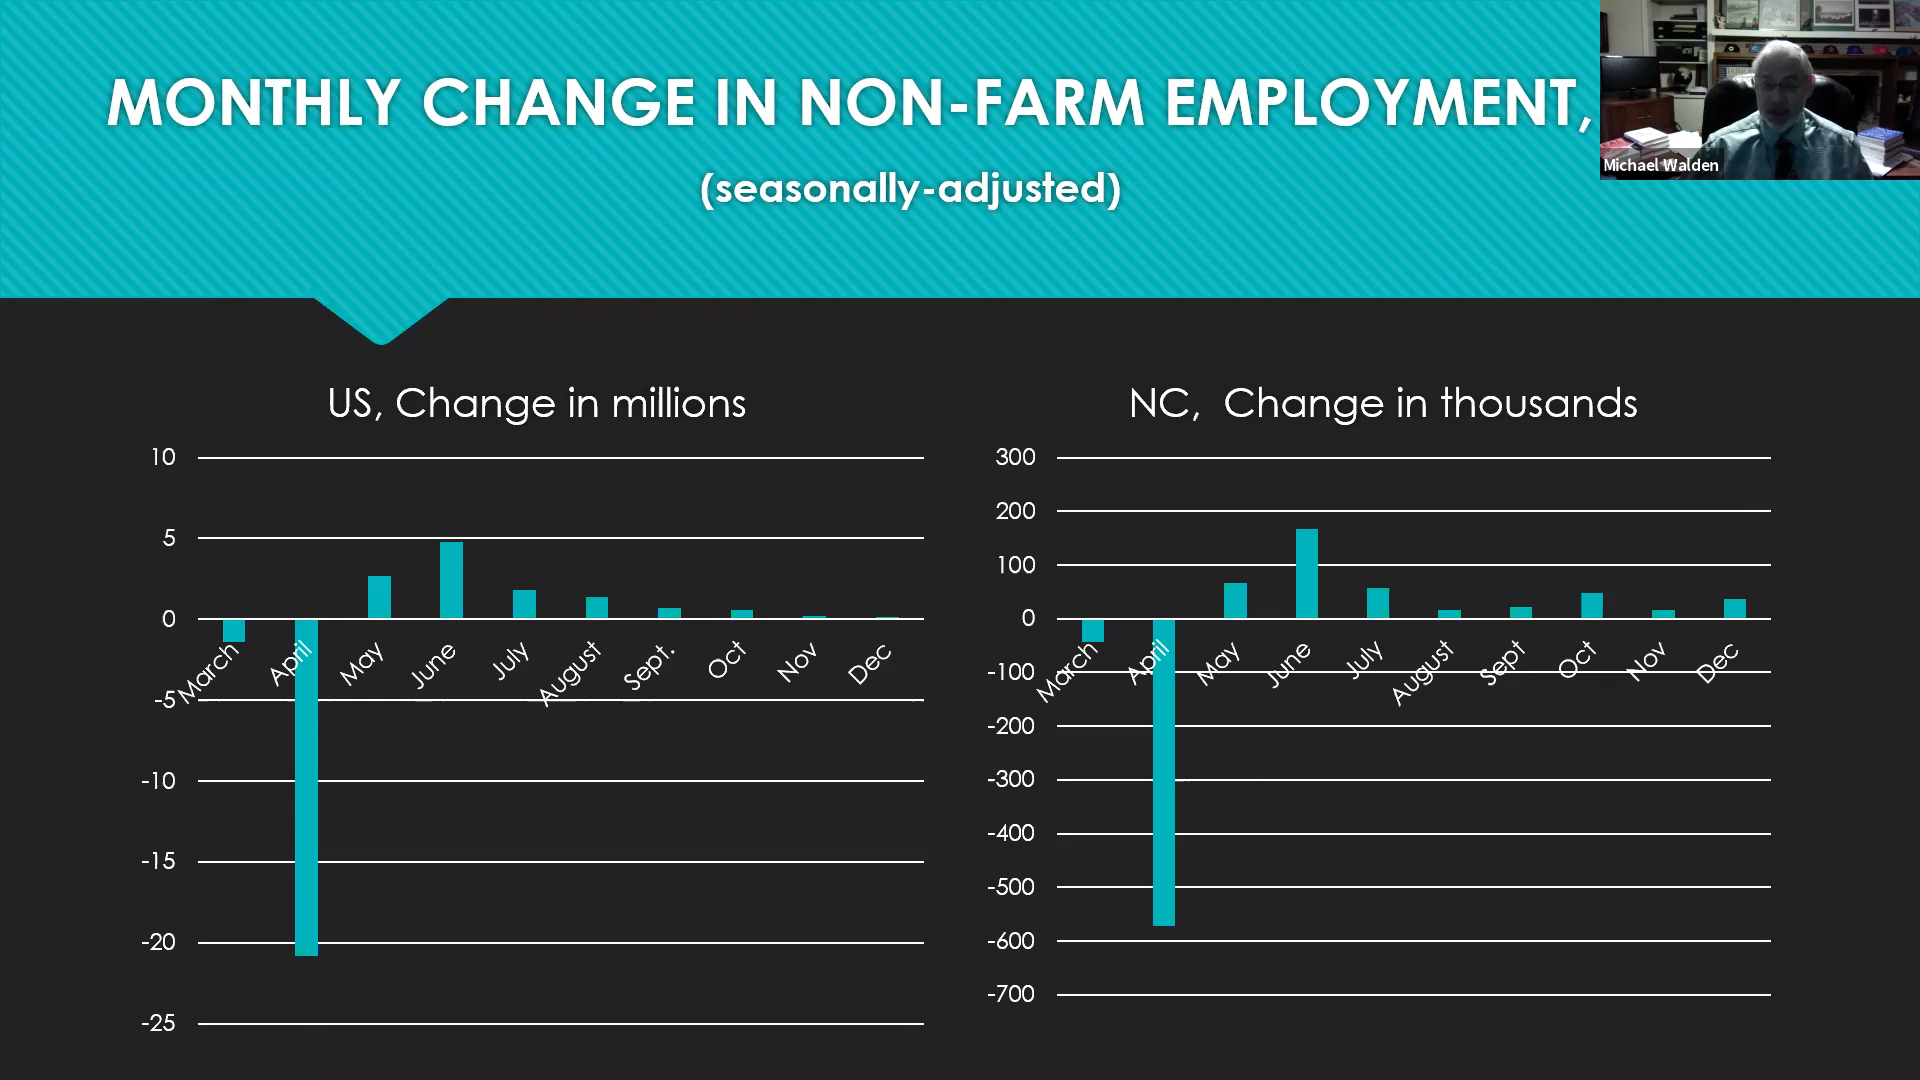 MONTHLY CHANGE IN NON-FARM EMPLOYMENT,
(seasonally-adjusted)
Michael Walden
US, Change in millions
10
5
0
-5
-10
-15
-20
-25
March
April
May
June
July
August
Sept.
Oct
Nov
Dec
NC, Change in thousands
300
200
100
0
-100
-200
-300
-400
-500
-600
-700
March
April
May
June
July
August
Sept
Oct
Nov
Dec